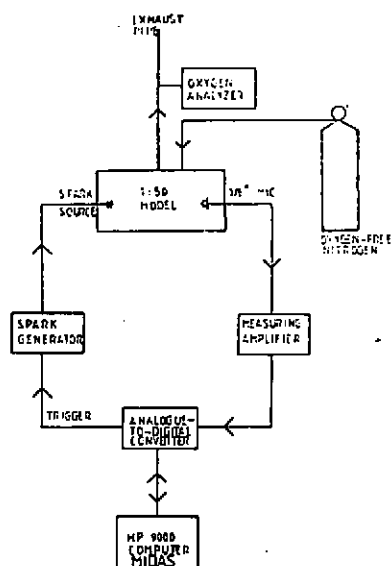 EXHAUST
PIPE
OXYGEN
ANALYZER
SPARK
SOURCE
1:50
MODEL
1/8" MIC
OXYGEN-FREE
NITROGEN
SPARK
GENERATOR
MEASURING
AMPLIFIER
TRIGGER
ANALOGUE-
TO-DIGITAL
CONVERTER
HP 9000
COMPUTER
MIDAS